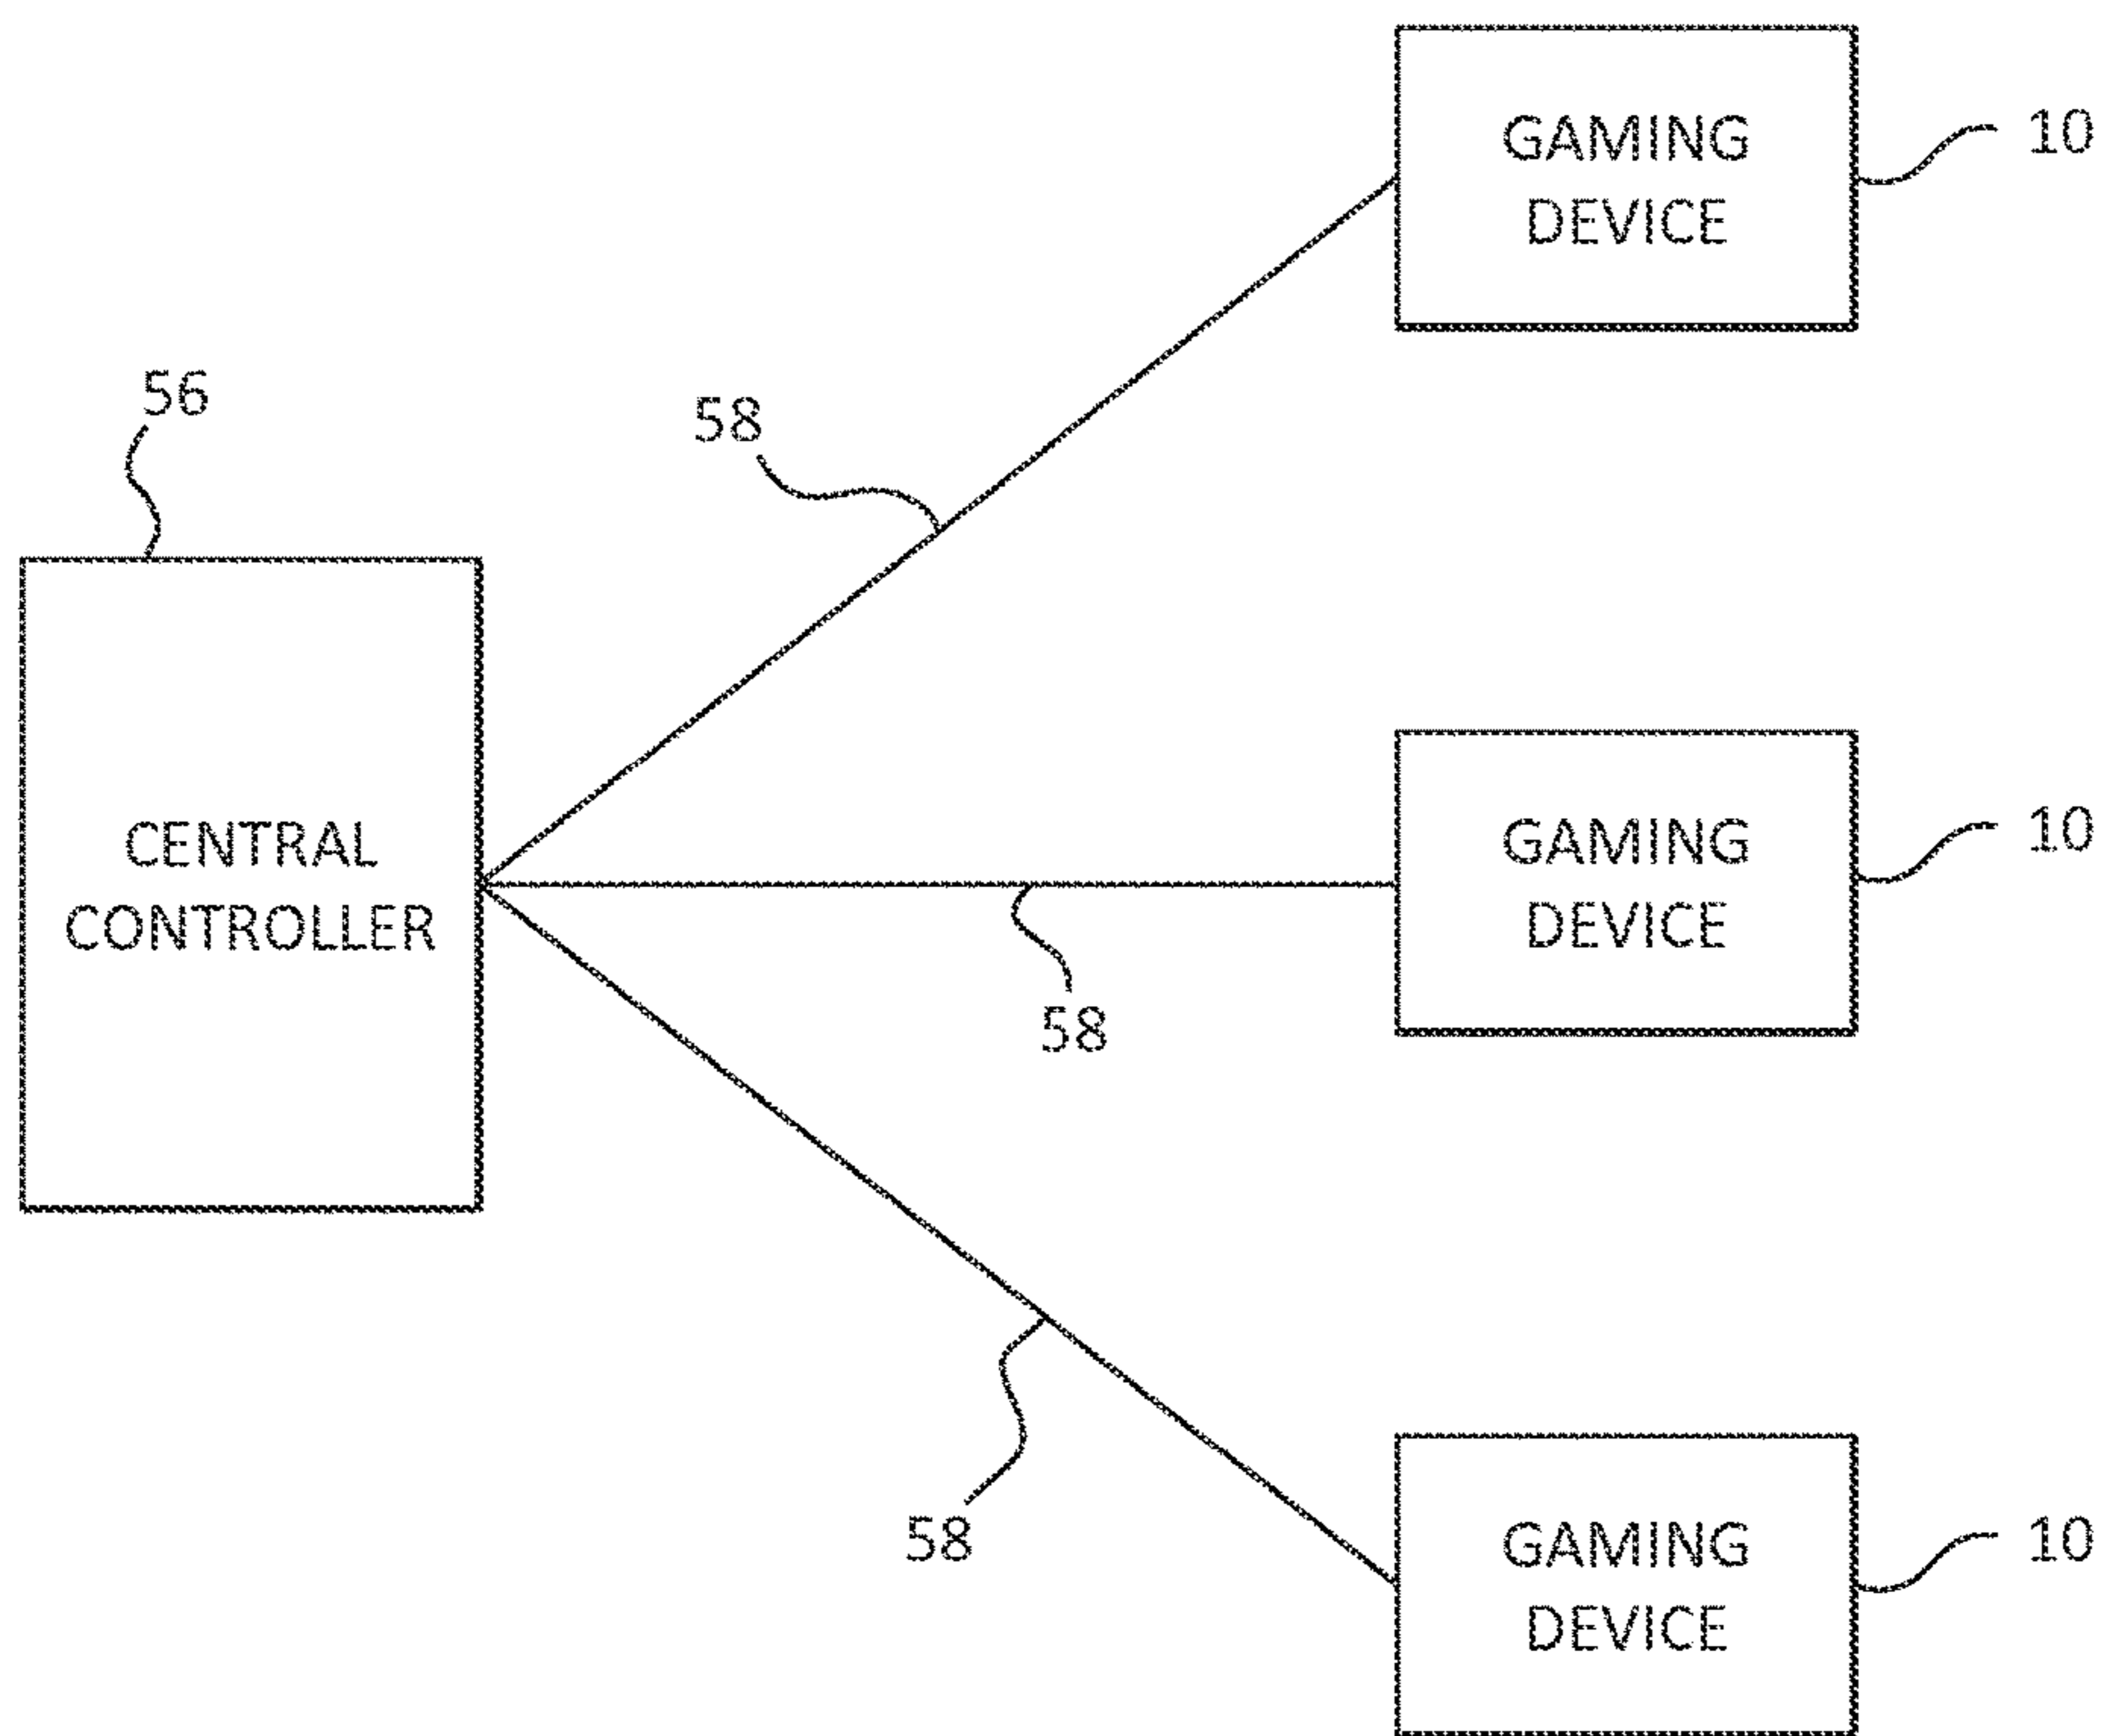 GAMING
DEVICE
10
56
58
CENTRAL
CONTROLLER
GAMING
DEVICE
10
58
58
GAMING
DEVICE
10